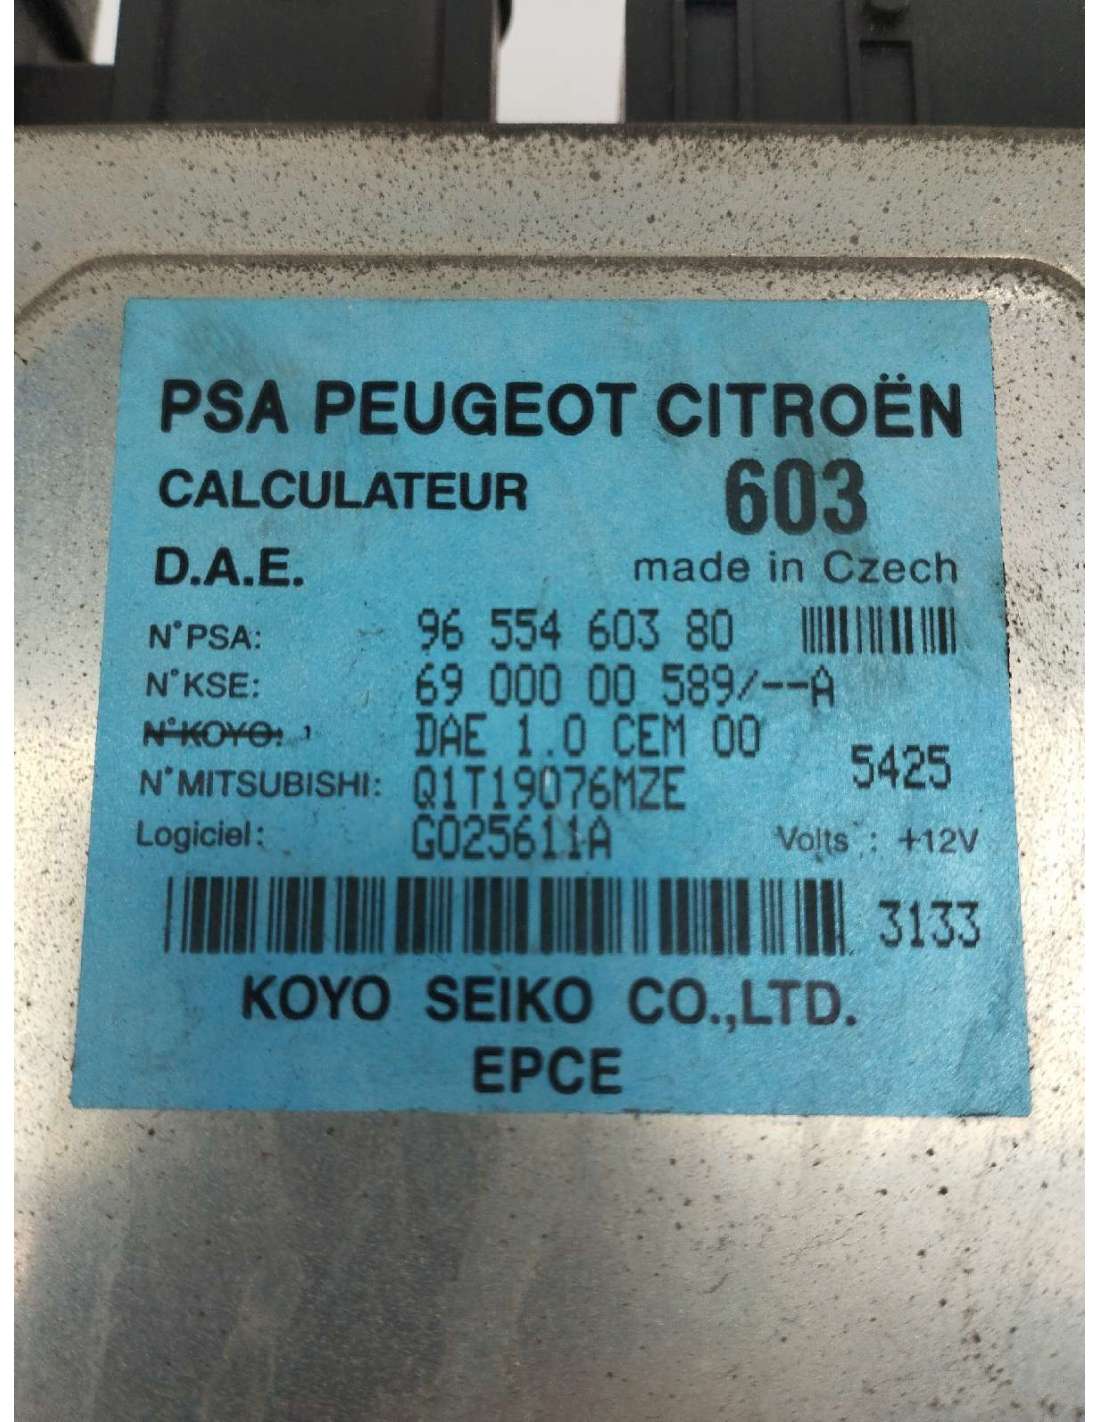 PSA PEUGEOT CITROËN
CALCULATEUR 603
D.A.E. made in Czech
N°PSA: 96 554 603 80
N°KSE: 69 000 00 589/--A
N°KOYO: DAE 1.0 CEM 00
5425
N°MITSUBISHI: Q1T19076MZE
Logiciel: G025611A Volts : +12V
3133
KOYO SEIKO CO.,LTD.
EPCE